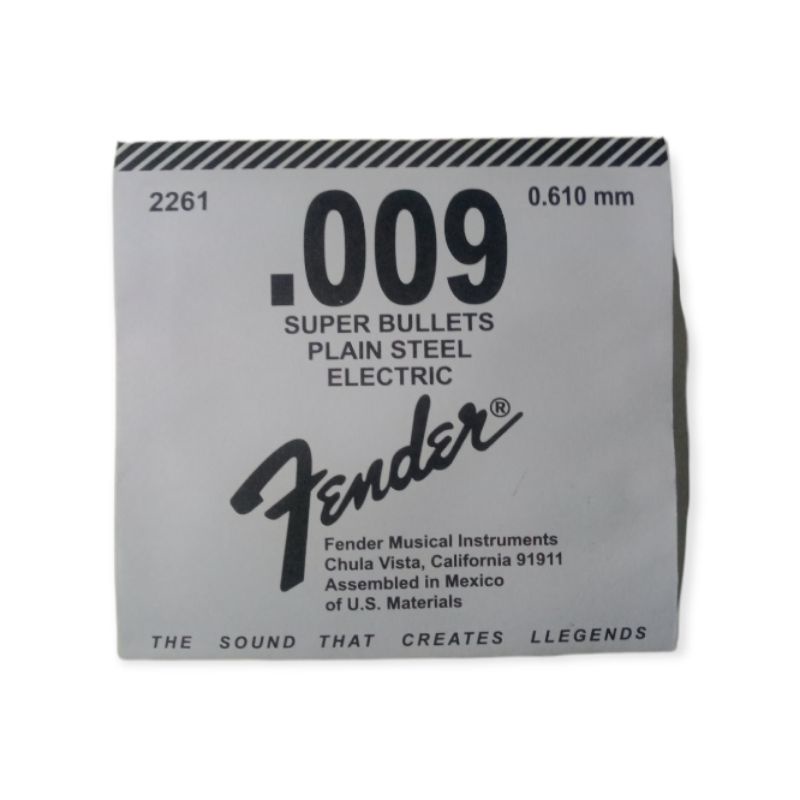 2261
.009
0.610 mm
SUPER BULLETS
PLAIN STEEL
ELECTRIC
Fender®
Fender Musical Instruments
Chula Vista, California 91911
Assembled in Mexico
of U.S. Materials
THE SOUND THAT CREATES LLEGENDS